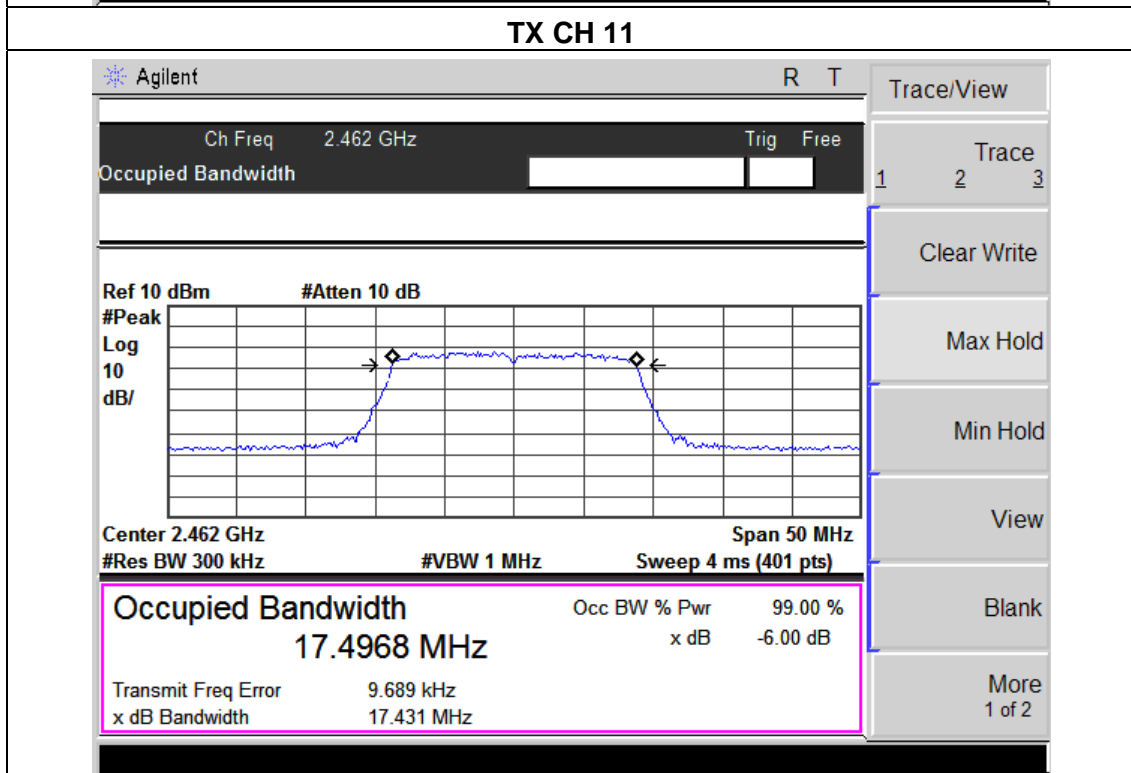 TX CH 11
Agilent R T
Trace/View
Ch Freq 2.462 GHz Trig Free
Occupied Bandwidth
Trace
1 2 3
Clear Write
Max Hold
Min Hold
View
Blank
More
1 of 2
Ref 10 dBm #Atten 10 dB
#Peak
Log
10
dB/
Center 2.462 GHz Span 50 MHz
#Res BW 300 kHz #VBW 1 MHz Sweep 4 ms (401 pts)
Occupied Bandwidth Occ BW % Pwr 99.00 %
17.4968 MHz x dB -6.00 dB
Transmit Freq Error 9.689 kHz
x dB Bandwidth 17.431 MHz